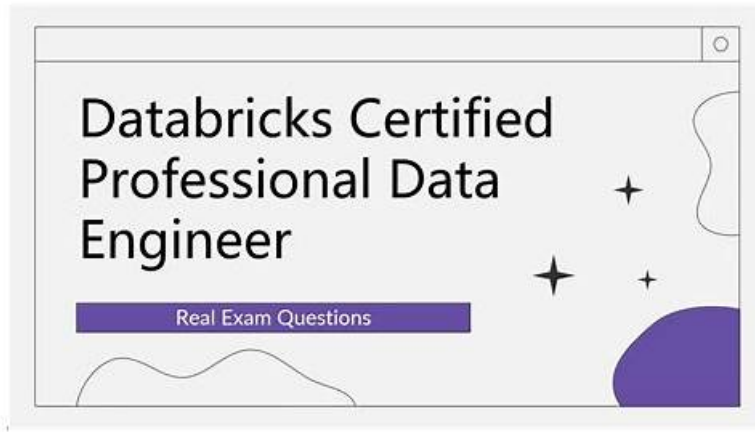 Databricks Certified
Professional Data
Engineer
Real Exam Questions